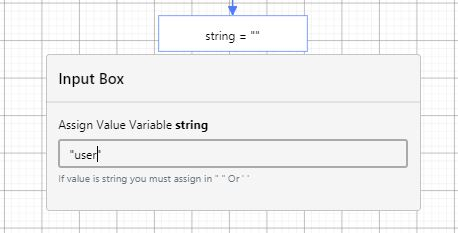 string = ""
Input Box
Assign Value Variable string
"user"
If value is string you must assign in " " Or ' '